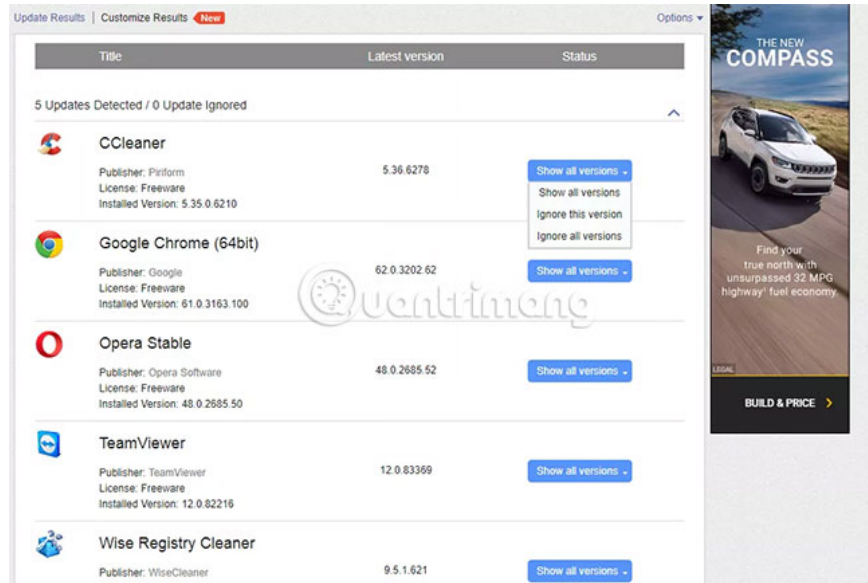 Update Results | Customize Results New
Options
Title Latest version Status
5 Updates Detected / 0 Update Ignored
CCleaner
Publisher: Piriform
License: Freeware
Installed Version: 5.35.0.6210
5.36.6278
Show all versions
Show all versions
Ignore this version
Ignore all versions
Google Chrome (64bit)
Publisher: Google
License: Freeware
Installed Version: 61.0.3163.100
62.0.3202.62
Show all versions
Quantrimang
Opera Stable
Publisher: Opera Software
License: Freeware
Installed Version: 48.0.2685.50
48.0.2685.52
Show all versions
TeamViewer
Publisher: TeamViewer
License: Freeware
Installed Version: 12.0.82216
12.0.83369
Show all versions
Wise Registry Cleaner
Publisher: WiseCleaner
9.5.1.621
Show all versions
THE NEW
COMPASS
Find your
true north with
unsurpassed 32 MPG
highway¹ fuel economy
LEGAL
BUILD & PRICE